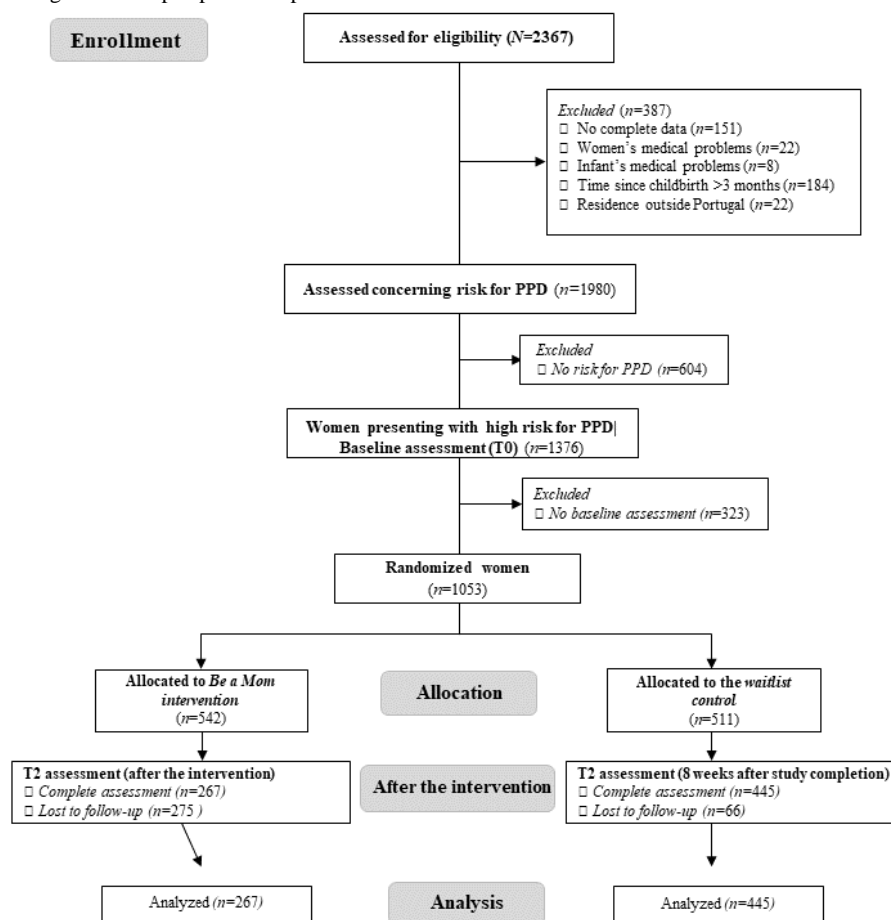 Enrollment
Assessed for eligibility (N=2367)
Excluded (n=387)
□ No complete data (n=151)
□ Women's medical problems (n=22)
□ Infant's medical problems (n=8)
□ Time since childbirth >3 months (n=184)
□ Residence outside Portugal (n=22)
Assessed concerning risk for PPD (n=1980)
Excluded
□ No risk for PPD (n=604)
Women presenting with high risk for PPD|
Baseline assessment (T0) (n=1376)
Excluded
□ No baseline assessment (n=323)
Randomized women
(n=1053)
Allocated to Be a Mom
intervention
(n=542)
Allocation
Allocated to the waitlist
control
(n=511)
T2 assessment (after the intervention)
□ Complete assessment (n=267)
□ Lost to follow-up (n=275 )
After the intervention
T2 assessment (8 weeks after study completion)
□ Complete assessment (n=445)
□ Lost to follow-up (n=66)
Analyzed (n=267)
Analysis
Analyzed (n=445)